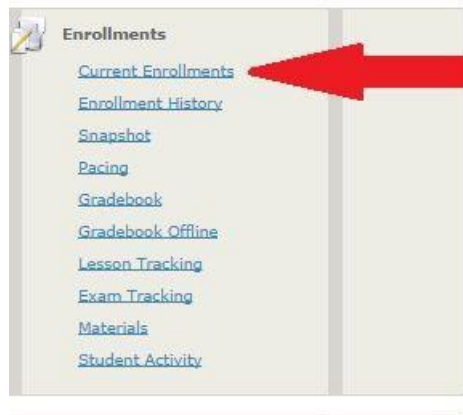 Enrollments
Current Enrollments
Enrollment History
Snapshot
Pacing
Gradebook
Gradebook Offline
Lesson Tracking
Exam Tracking
Materials
Student Activity